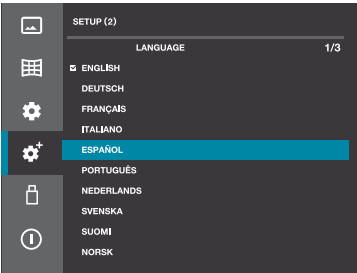 SETUP (2)
LANGUAGE 1/3
ENGLISH
DEUTSCH
FRANÇAIS
ITALIANO
ESPAÑOL
PORTUGUÊS
NEDERLANDS
SVENSKA
SUOMI
NORSK